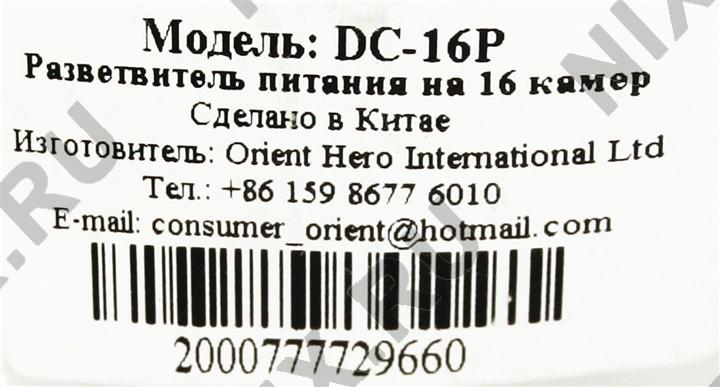 Модель: DC-16P
Разветвитель питания на 16 камер
Сделано в Китае
Изготовитель: Orient Hero International Ltd
Тел.: +86 159 8677 6010
E-mail: consumer_orient@hotmail.com
2000777729660